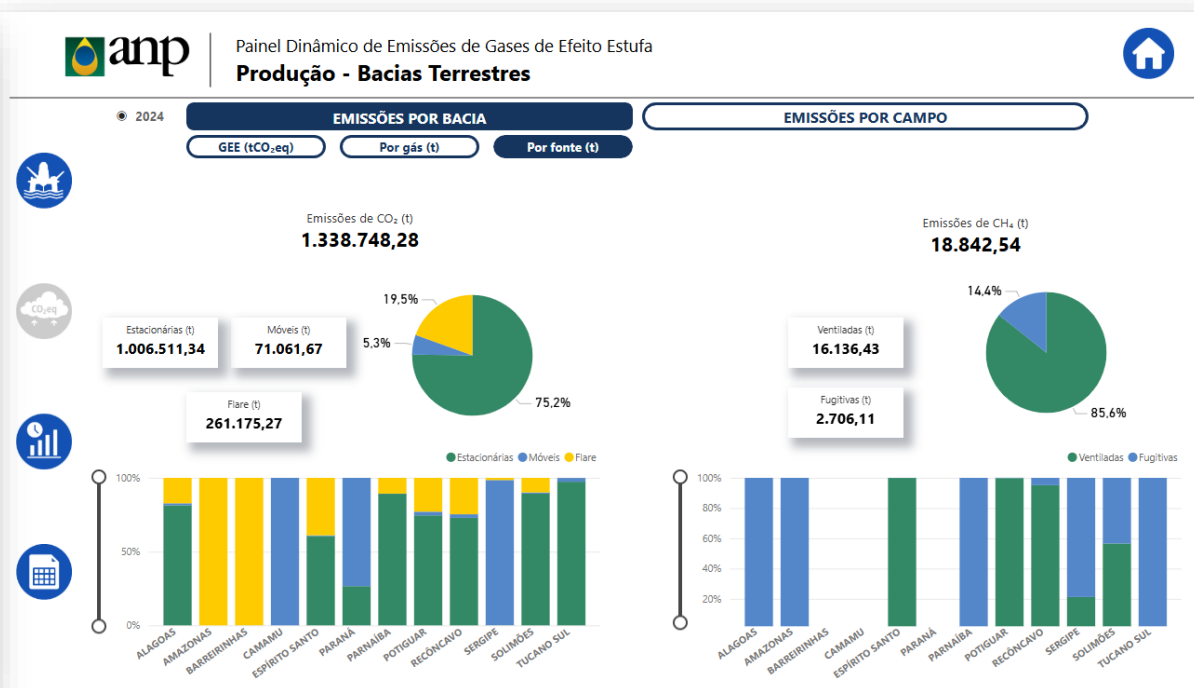 anp
Painel Dinâmico de Emissões de Gases de Efeito Estufa
Produção - Bacias Terrestres
2024
EMISSÕES POR BACIA
EMISSÕES POR CAMPO
GEE (tCO₂eq)
Por gás (t)
Por fonte (t)
Emissões de CO₂ (t)
1.338.748,28
Emissões de CH₄ (t)
18.842,54
CO₂eq
19,5%
5,3%
75,2%
Estacionárias (t)
1.006.511,34
Móveis (t)
71.061,67
Flare (t)
261.175,27
14,4%
85,6%
Ventiladas (t)
16.136,43
Fugitivas (t)
2.706,11
Estacionárias Móveis Flare
100%
50%
0%
ALAGOAS
AMAZONAS
BARREIRINHAS
CAMAMU
ESPÍRITO SANTO
PARANÁ
PARNAÍBA
POTIGUAR
RECÔNCAVO
SERGIPE
SOLIMÕES
TUCANO SUL
Ventiladas Fugitivas
100%
80%
60%
40%
20%
ALAGOAS
AMAZONAS
BARREIRINHAS
CAMAMU
ESPÍRITO SANTO
PARANÁ
PARNAÍBA
POTIGUAR
RECÔNCAVO
SERGIPE
SOLIMÕES
TUCANO SUL